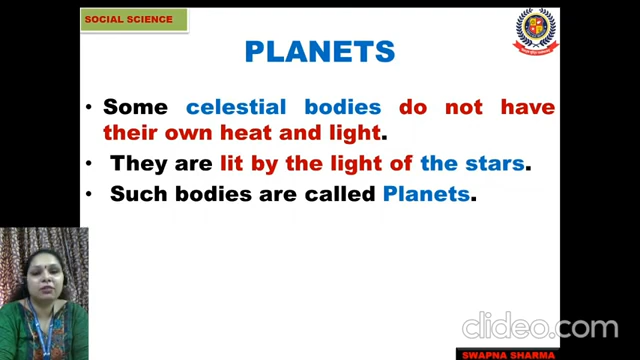 SOCIAL SCIENCE
PLANETS
• Some celestial bodies do not have
their own heat and light.
• They are lit by the light of the stars.
• Such bodies are called Planets.
clideo.com
SWAPNA SHARMA